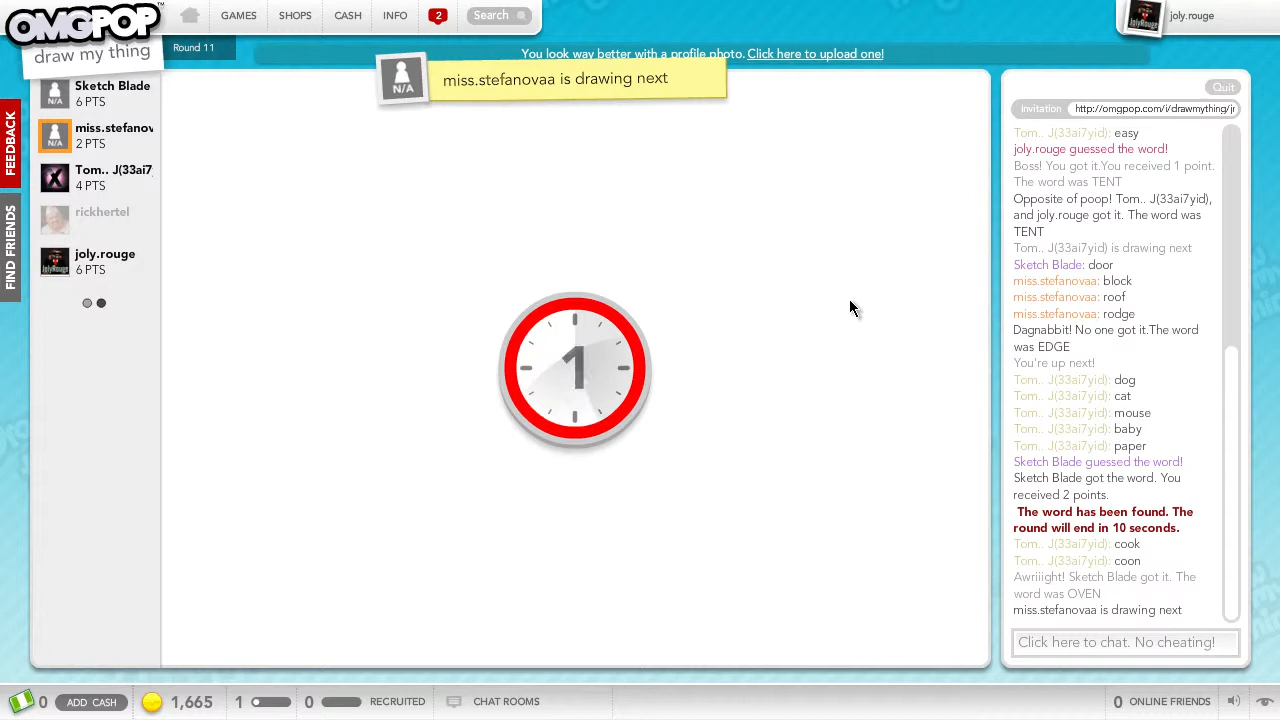 OMGPOP™
GAMES
SHOPS
CASH
INFO
2
Search
joly.rouge
draw my thing
Round 11
You look way better with a profile photo. Click here to upload one!
N/A
miss.stefanovaa is drawing next
FEEDBACK
FIND FRIENDS
N/A
Sketch Blade
6 PTS
N/A
miss.stefanov
2 PTS
Tom.. J(33ai7
4 PTS
rickhertel
joly.rouge
6 PTS
1
Quit
Invitation http://omgpop.com/i/drawmything/jr
Tom.. J(33ai7yid): easy
joly.rouge guessed the word!
Boss! You got it.You received 1 point.
The word was TENT
Opposite of poop! Tom.. J(33ai7yid),
and joly.rouge got it. The word was
TENT
Tom.. J(33ai7yid) is drawing next
Sketch Blade: door
miss.stefanovaa: block
miss.stefanovaa: roof
miss.stefanovaa: rodge
Dagnabbit! No one got it.The word
was EDGE
You're up next!
Tom.. J(33ai7yid): dog
Tom.. J(33ai7yid): cat
Tom.. J(33ai7yid): mouse
Tom.. J(33ai7yid): baby
Tom.. J(33ai7yid): paper
Sketch Blade guessed the word!
Sketch Blade got the word. You
received 2 points.
The word has been found. The
round will end in 10 seconds.
Tom.. J(33ai7yid): cook
Tom.. J(33ai7yid): coon
Awriiight! Sketch Blade got it. The
word was OVEN
miss.stefanovaa is drawing next
Click here to chat. No cheating!
0 ADD CASH 1,665 1 0 RECRUITED CHAT ROOMS 0 ONLINE FRIENDS